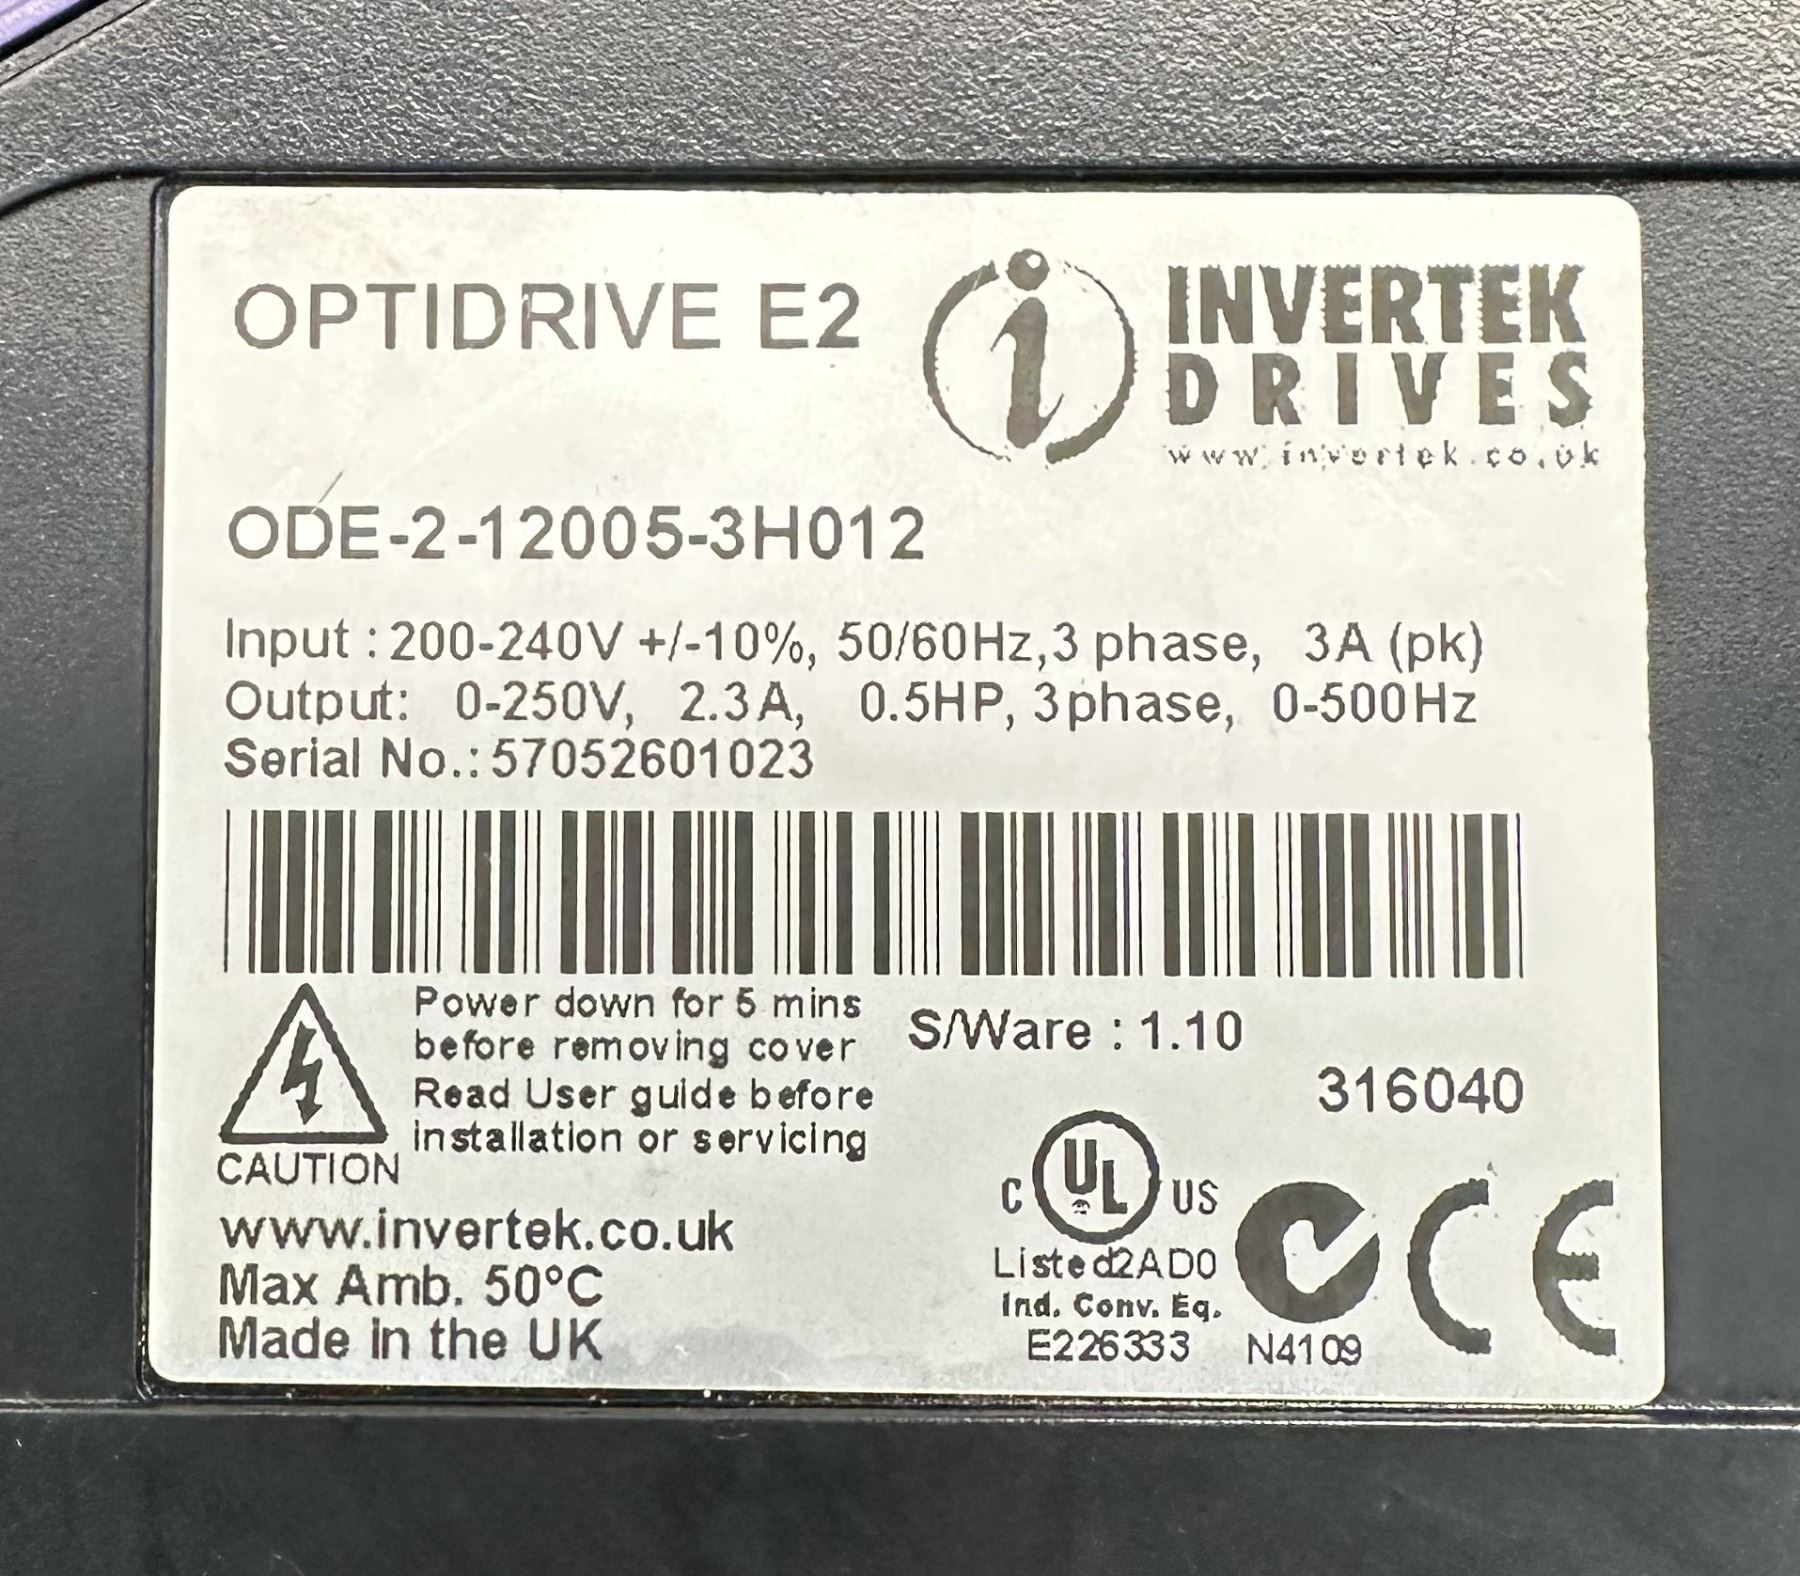 OPTIDRIVE E2
INVERTEK
DRIVES
www.invertek.co.uk
ODE-2-12005-3H012
Input : 200-240V +/-10%, 50/60Hz,3 phase, 3A (pk)
Output: 0-250V, 2.3A, 0.5HP, 3phase, 0-500Hz
Serial No.: 57052601023
Power down for 5 mins
before removing cover
Read User guide before
installation or servicing
CAUTION
S/Ware : 1.10
316040
www.invertek.co.uk
Max Amb. 50°C
Made in the UK
C UL US
Listed2AD0
Ind. Conv. Eq.
E226333
N4109
CE